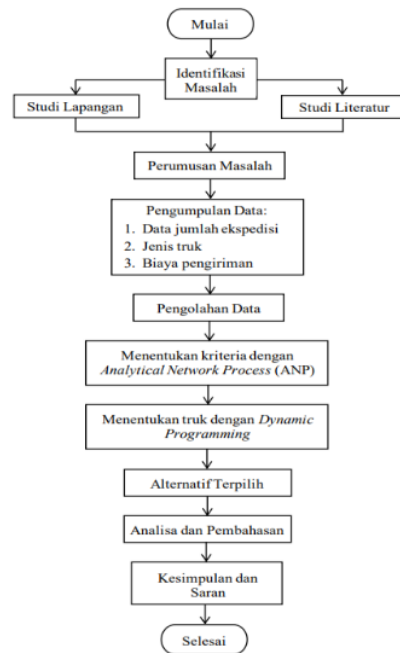 Mulai
Identifikasi
Masalah
Studi Lapangan
Studi Literatur
Perumusan Masalah
Pengumpulan Data:
1. Data jumlah ekspedisi
2. Jenis truk
3. Biaya pengiriman
Pengolahan Data
Menentukan kriteria dengan
Analytical Network Process (ANP)
Menentukan truk dengan Dynamic
Programming
Alternatif Terpilih
Analisa dan Pembahasan
Kesimpulan dan
Saran
Selesai